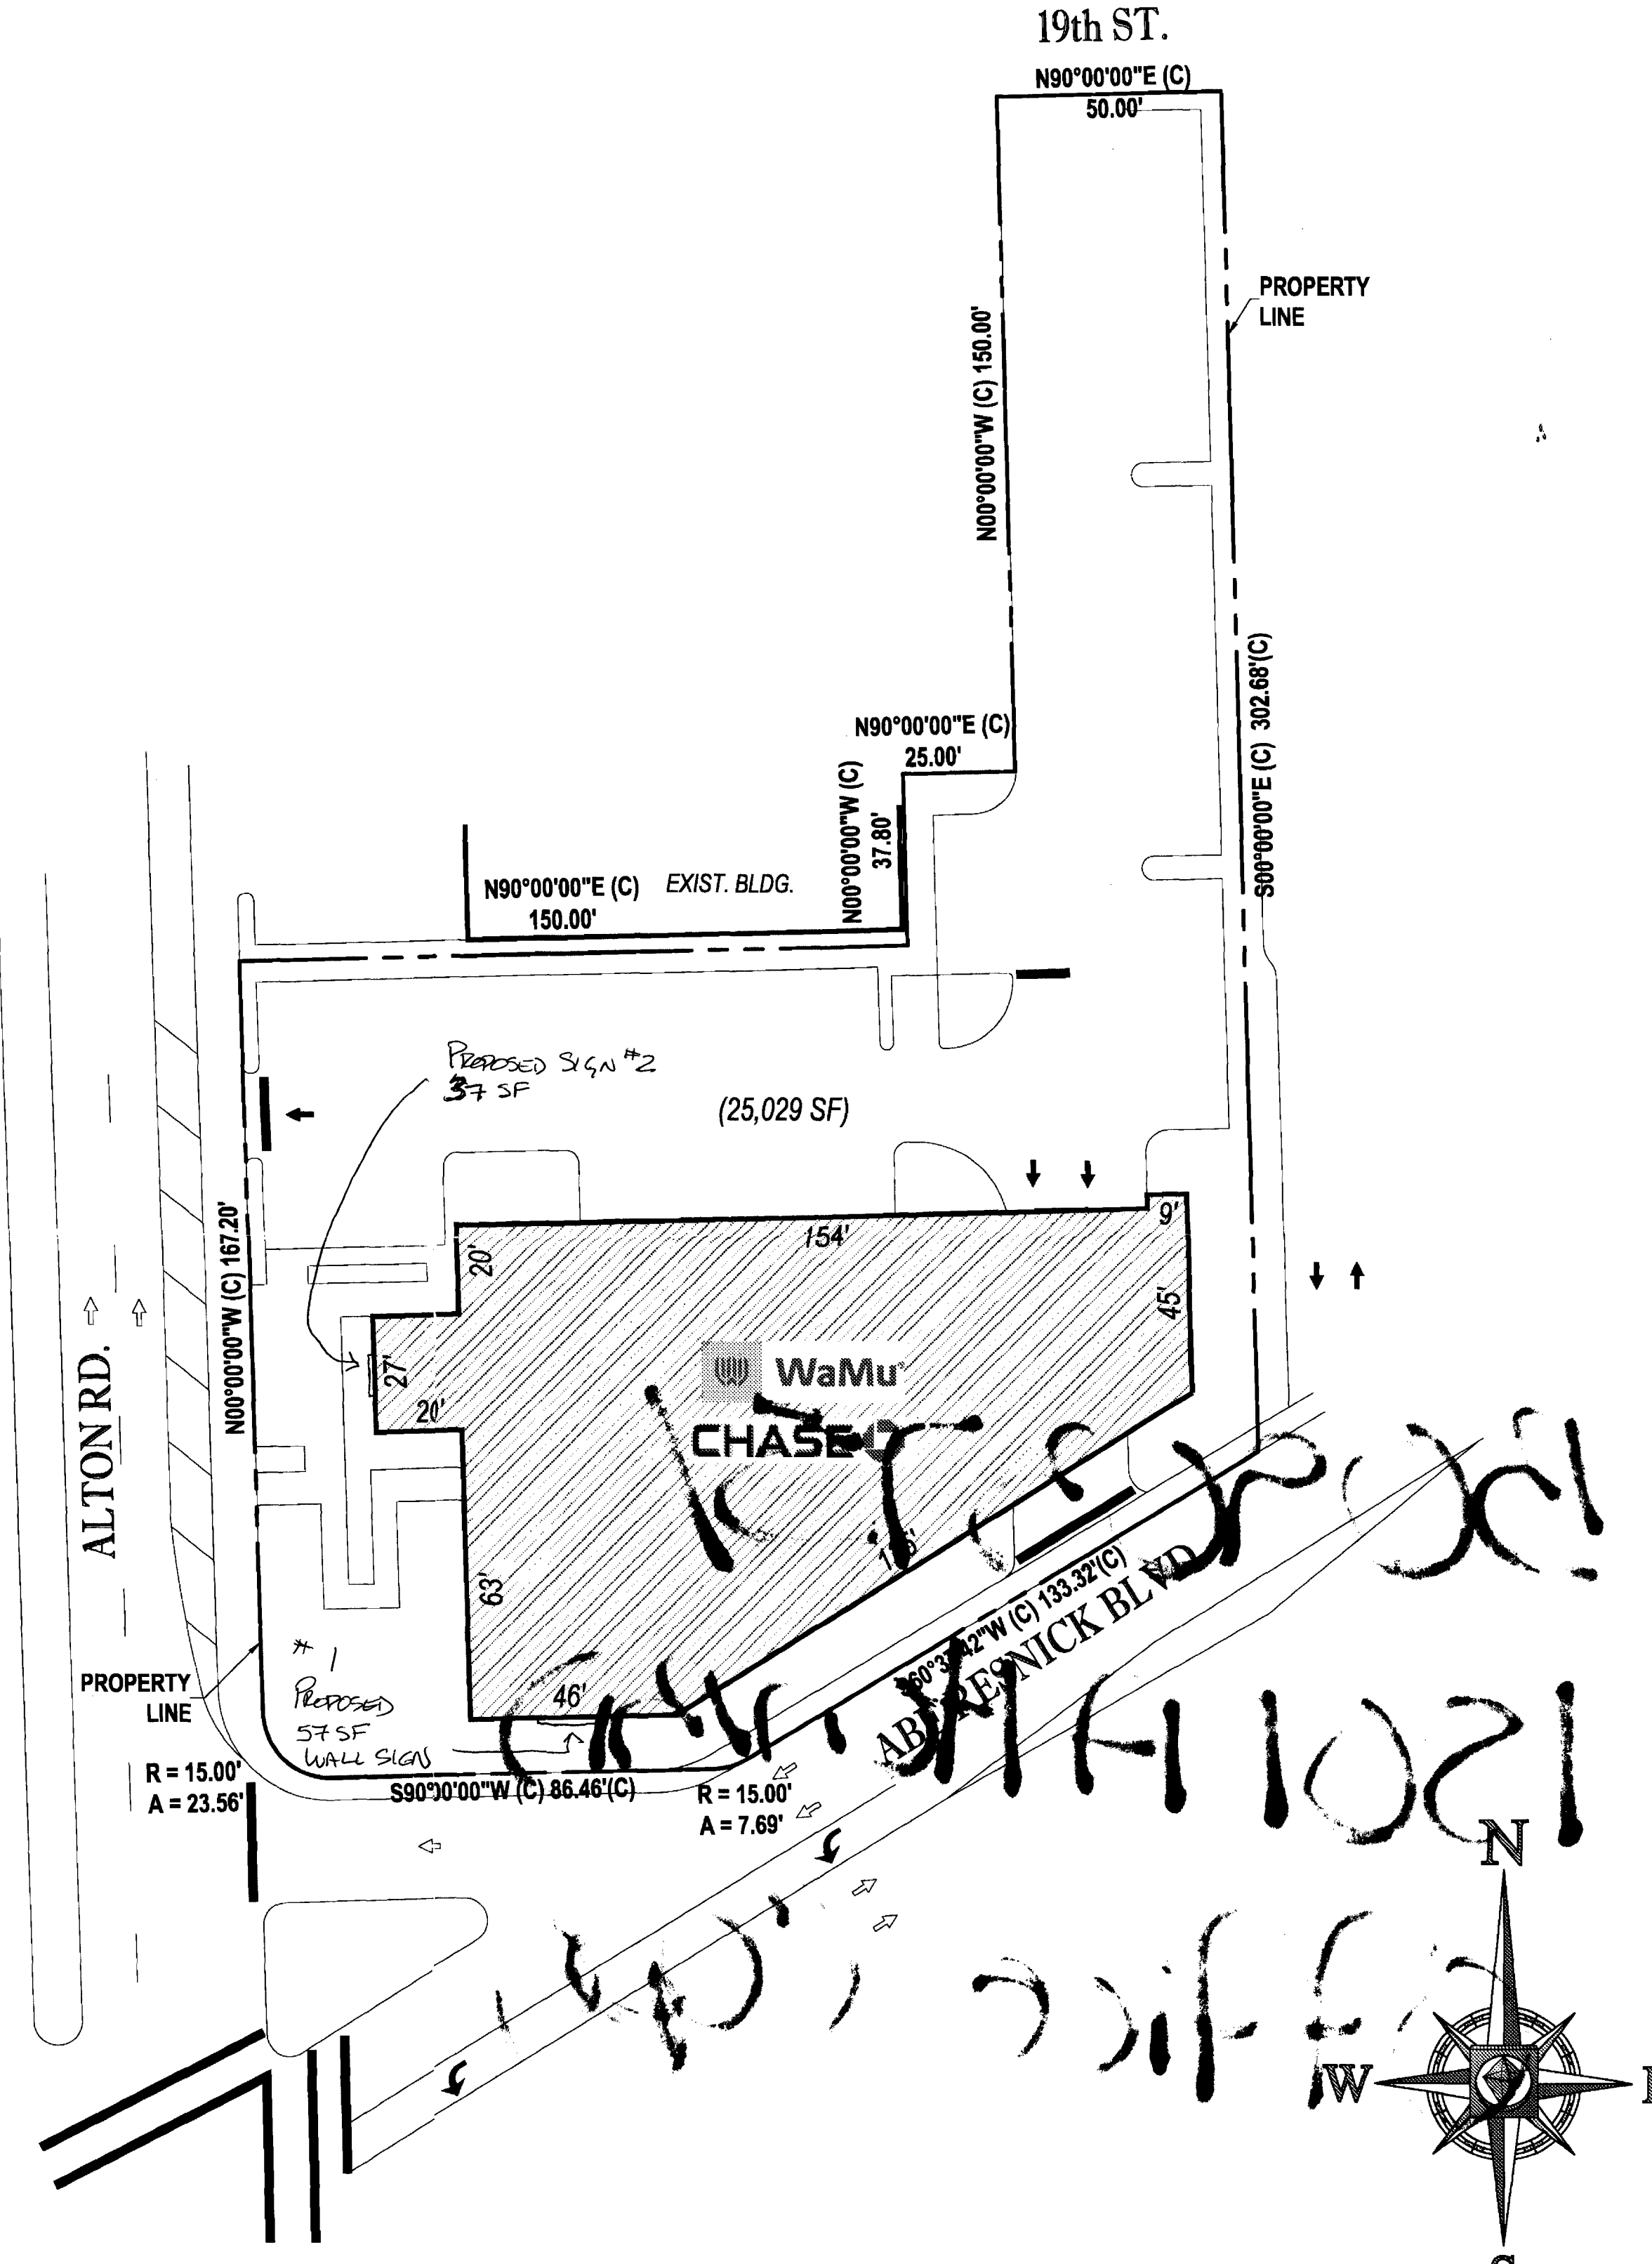 19th ST.
N90°00'00"E (C)
50.00'
PROPERTY
LINE
N00°00'00"W (C) 150.00'
S00°00'00"E (C) 302.68'(C)
N90°00'00"E (C)
25.00'
N00°00'00"W (C)
37.80'
N90°00'00"E (C)
150.00'
EXIST. BLDG.
PROPOSED SIGN #2
37 SF
(25,029 SF)
N00°00'00"W (C) 167.20'
ALTON RD.
20'
154'
9'
45'
27'
20'
WaMu
CHASE
63'
46'
133.32'(C)
ABE RESNICK BLVD
PROPERTY
LINE
#1
PROPOSED
57 SF
WALL SIGN
R = 15.00'
A = 23.56'
S90°00'00"W (C) 86.46'(C)
R = 15.00'
A = 7.69'
N
W